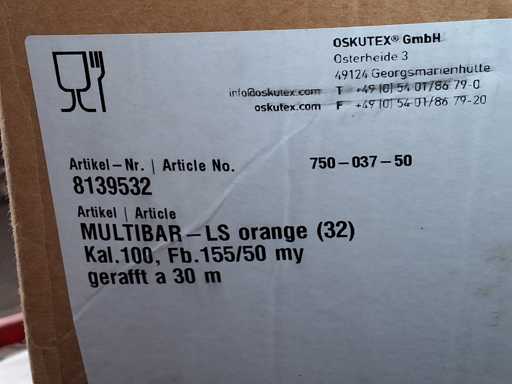 OSKUTEX® GmbH
Osterheide 3
49124 Georgsmarienhütte
info@oskutex.com T +49 (0) 54 01/86 79-0
oskutex.com F +49 (0) 54 01/86 79-20
Artikel-Nr. | Article No. 750-037-50
8139532
Artikel | Article
MULTIBAR-LS orange (32)
Kal.100, Fb.155/50 my
gerafft a 30 m